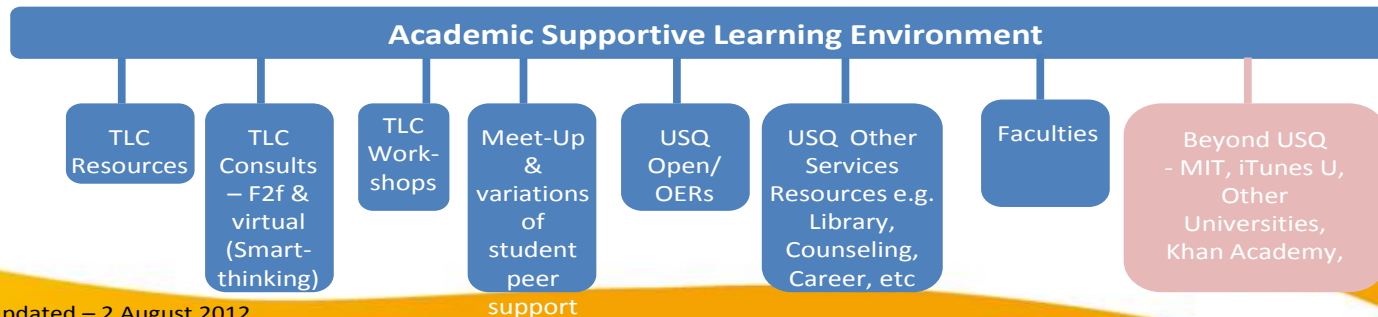 Academic Supportive Learning Environment
TLC
Resources
TLC
Consults
– F2f &
virtual
(Smart-
thinking)
TLC
Work-
shops
Meet-Up
&
variations
of
student
peer
support
USQ
Open/
OERs
USQ Other
Services
Resources e.g.
Library,
Counseling,
Career, etc
Faculties
Beyond USQ
- MIT, iTunes U,
Other
Universities,
Khan Academy,
– 2 August 2012